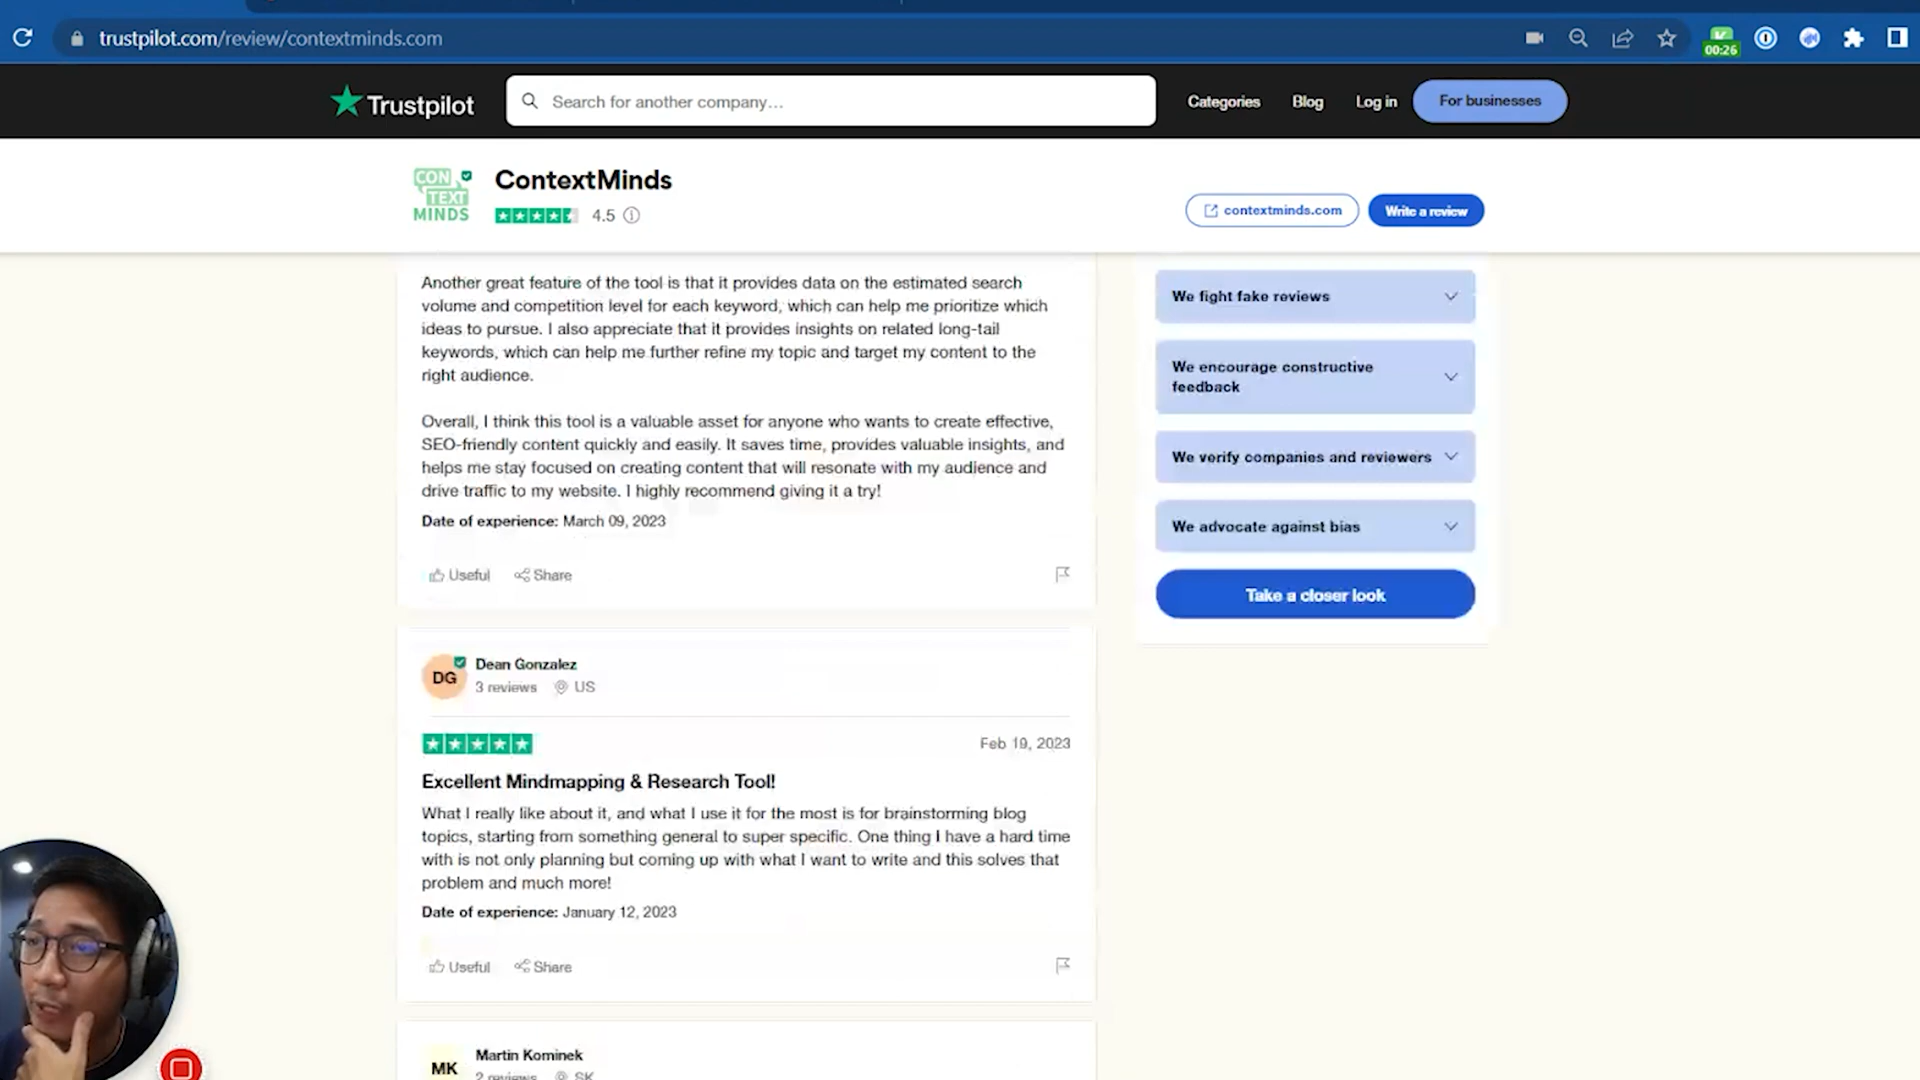 trustpilot.com/review/contextminds.com
00:26
Trustpilot
Search for another company…
Categories
Blog
Log in
For businesses
CON
TEXT
MINDS
ContextMinds
4.5
contextminds.com
Write a review
Another great feature of the tool is that it provides data on the estimated search
volume and competition level for each keyword, which can help me prioritize which
ideas to pursue. I also appreciate that it provides insights on related long-tail
keywords, which can help me further refine my topic and target my content to the
right audience.
Overall, I think this tool is a valuable asset for anyone who wants to create effective,
SEO-friendly content quickly and easily. It saves time, provides valuable insights, and
helps me stay focused on creating content that will resonate with my audience and
drive traffic to my website. I highly recommend giving it a try!
Date of experience: March 09, 2023
Useful
Share
We fight fake reviews
We encourage constructive
feedback
We verify companies and reviewers
We advocate against bias
Take a closer look
DG
Dean Gonzalez
3 reviews
US
Feb 19, 2023
Excellent Mindmapping & Research Tool!
What I really like about it, and what I use it for the most is for brainstorming blog
topics, starting from something general to super specific. One thing I have a hard time
with is not only planning but coming up with what I want to write and this solves that
problem and much more!
Date of experience: January 12, 2023
Useful
Share
MK
Martin Kominek
2 reviews
SK